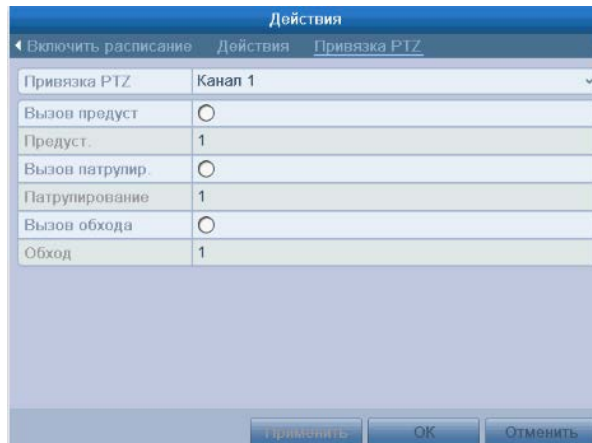 Действия
Включить расписание Действия Привязка PTZ
Привязка PTZ Канал 1
Вызов предуст
Предуст. 1
Вызов патрулир.
Патрулирование 1
Вызов обхода
Обход 1
Применить OK Отменить